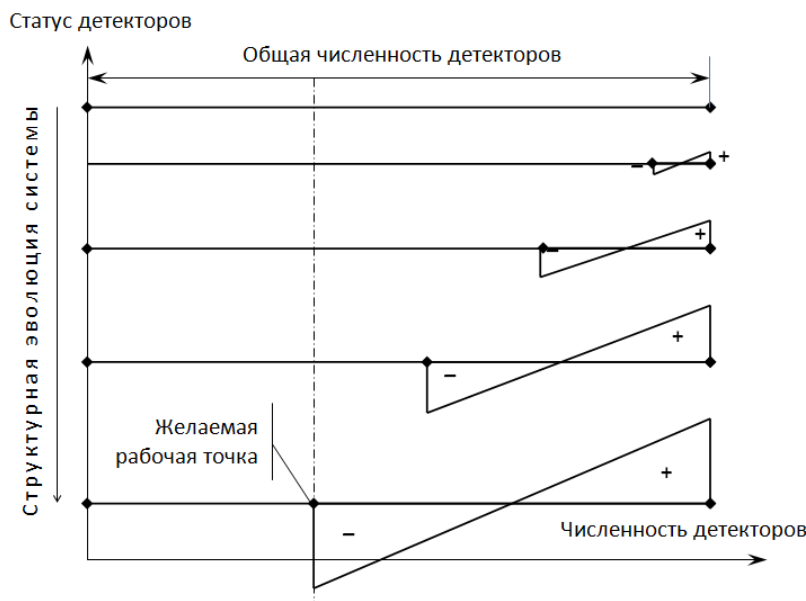 Статус детекторов
Общая численность детекторов
Структурная эволюция системы
− +
− +
− +
Желаемая
рабочая точка
− +
Численность детекторов